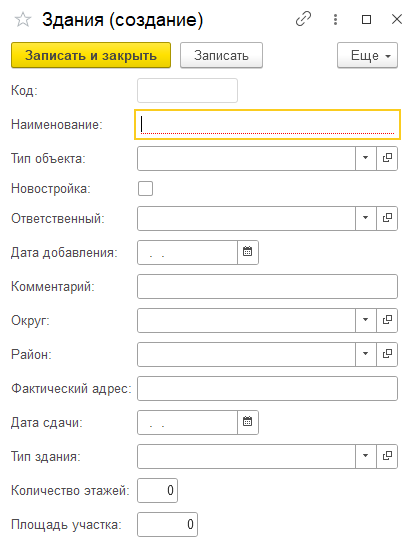 Здания (создание)
Записать и закрыть Записать Еще
Код:
Наименование:
Тип объекта:
Новостройка:
Ответственный:
Дата добавления: . .
Комментарий:
Округ:
Район:
Фактический адрес:
Дата сдачи: . .
Тип здания:
Количество этажей: 0
Площадь участка: 0